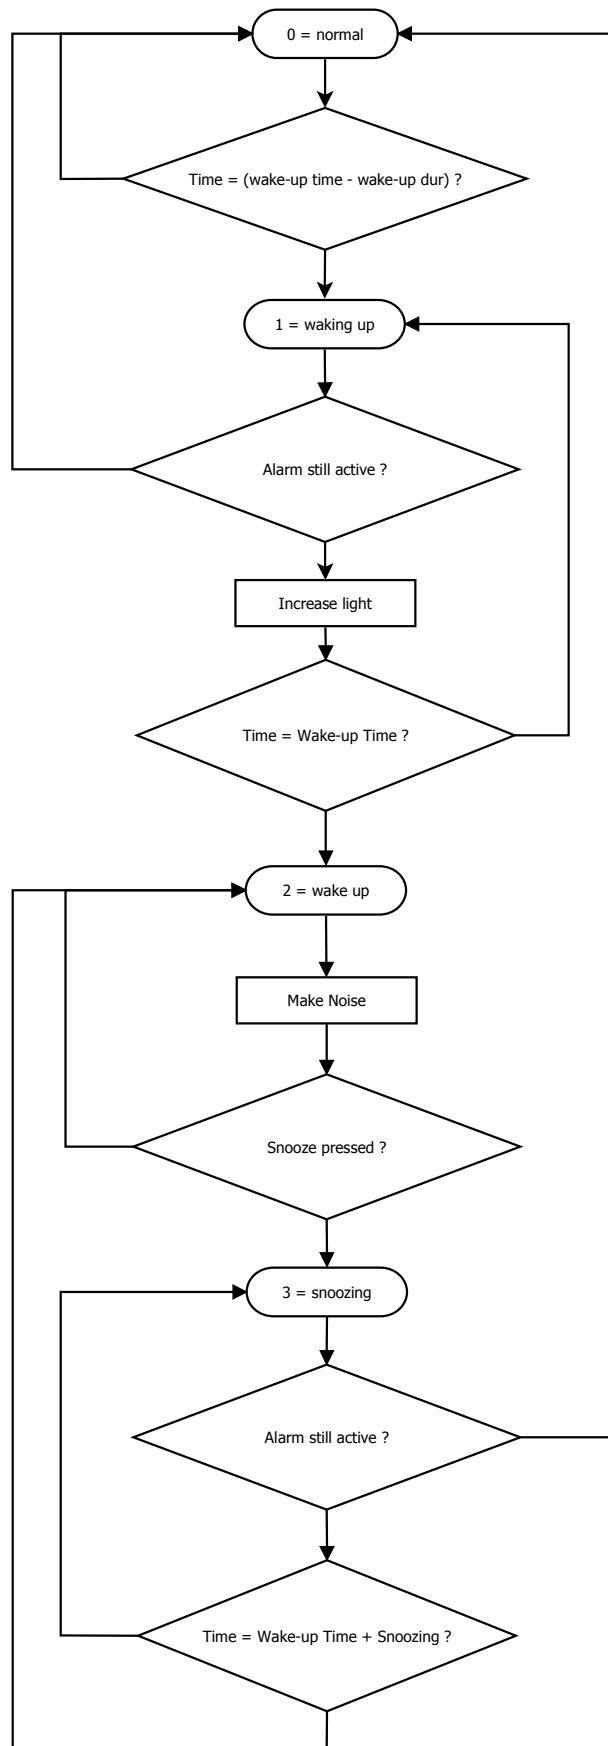 0 = normal
Time = (wake-up time - wake-up dur) ?
1 = waking up
Alarm still active ?
Increase light
Time = Wake-up Time ?
2 = wake up
Make Noise
Snooze pressed ?
3 = snoozing
Alarm still active ?
Time = Wake-up Time + Snoozing ?